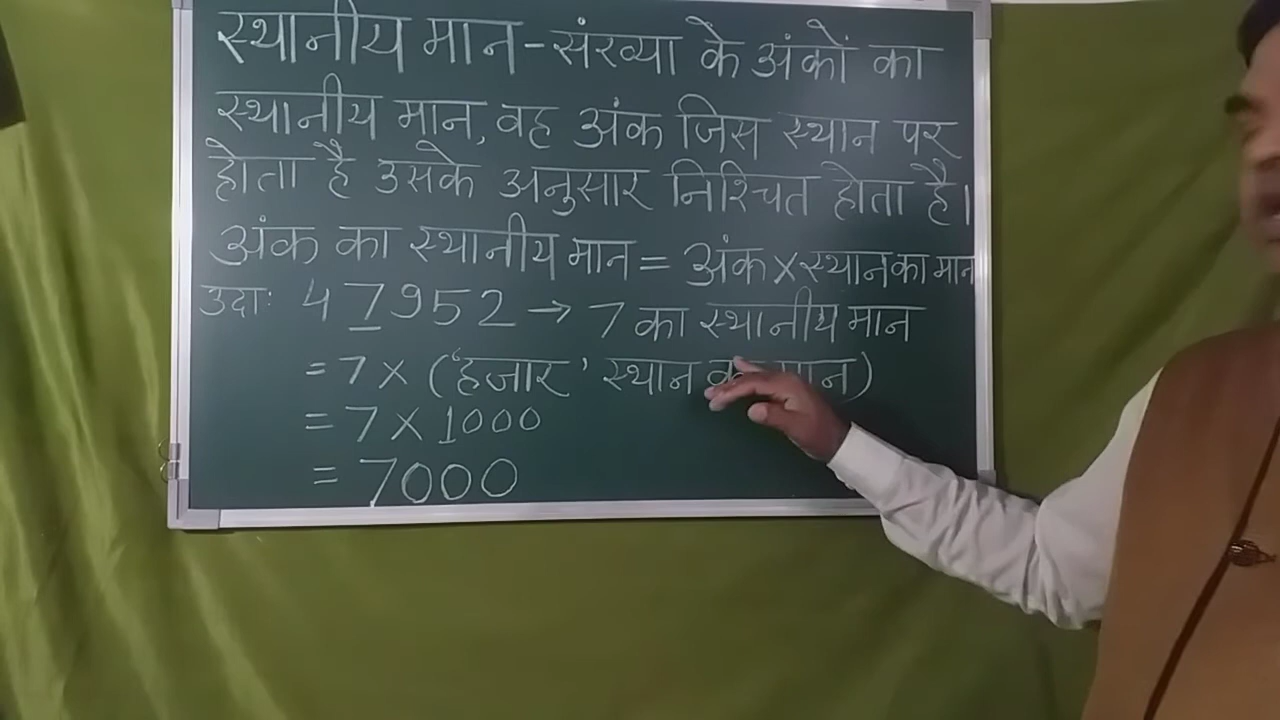 स्थानीय मान-संख्या के अंकों का
स्थानीय मान, वह अंक जिस स्थान पर
होता है उसके अनुसार निश्चित होता है।
अंक का स्थानीय मान = अंक × स्थान का मान
उदाः 47952 → 7 का स्थानीय मान
= 7 × (‘हजार’ स्थान का मान)
= 7 × 1000
= 7000